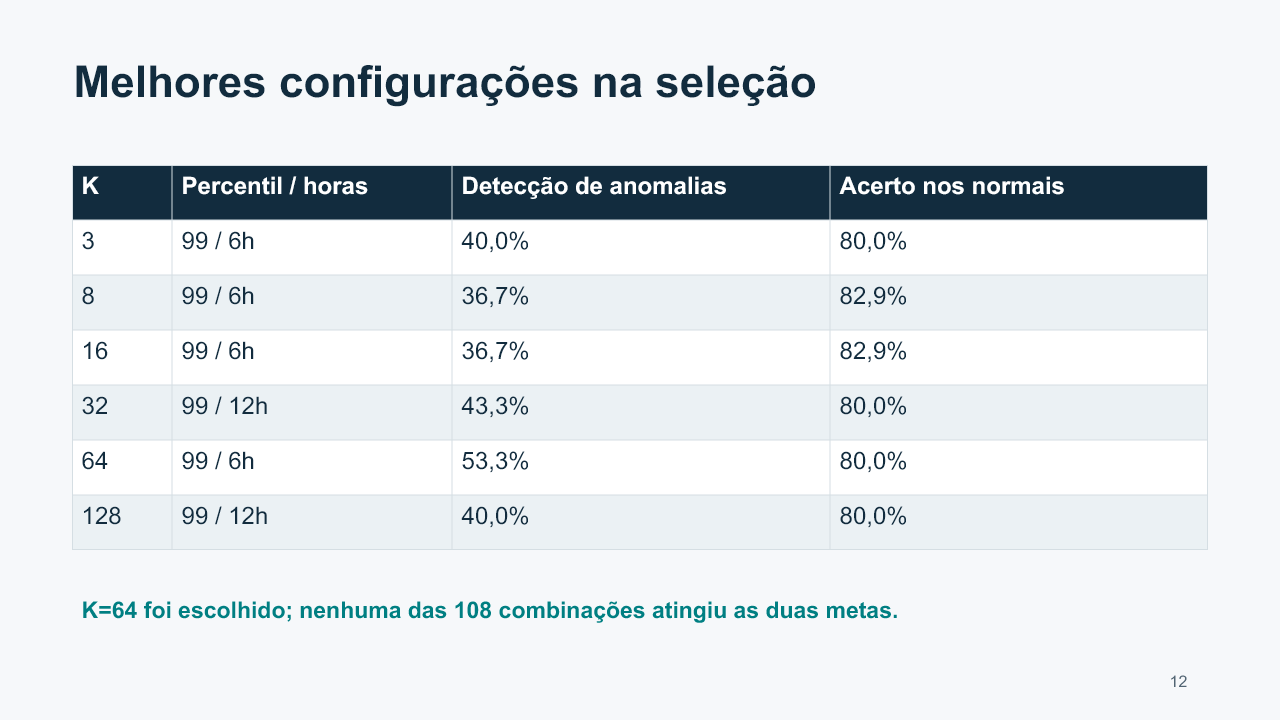 Melhores configurações na seleção
K Percentil / horas Detecção de anomalias Acerto nos normais
3 99 / 6h 40,0% 80,0%
8 99 / 6h 36,7% 82,9%
16 99 / 6h 36,7% 82,9%
32 99 / 12h 43,3% 80,0%
64 99 / 6h 53,3% 80,0%
128 99 / 12h 40,0% 80,0%
K=64 foi escolhido; nenhuma das 108 combinações atingiu as duas metas.
12